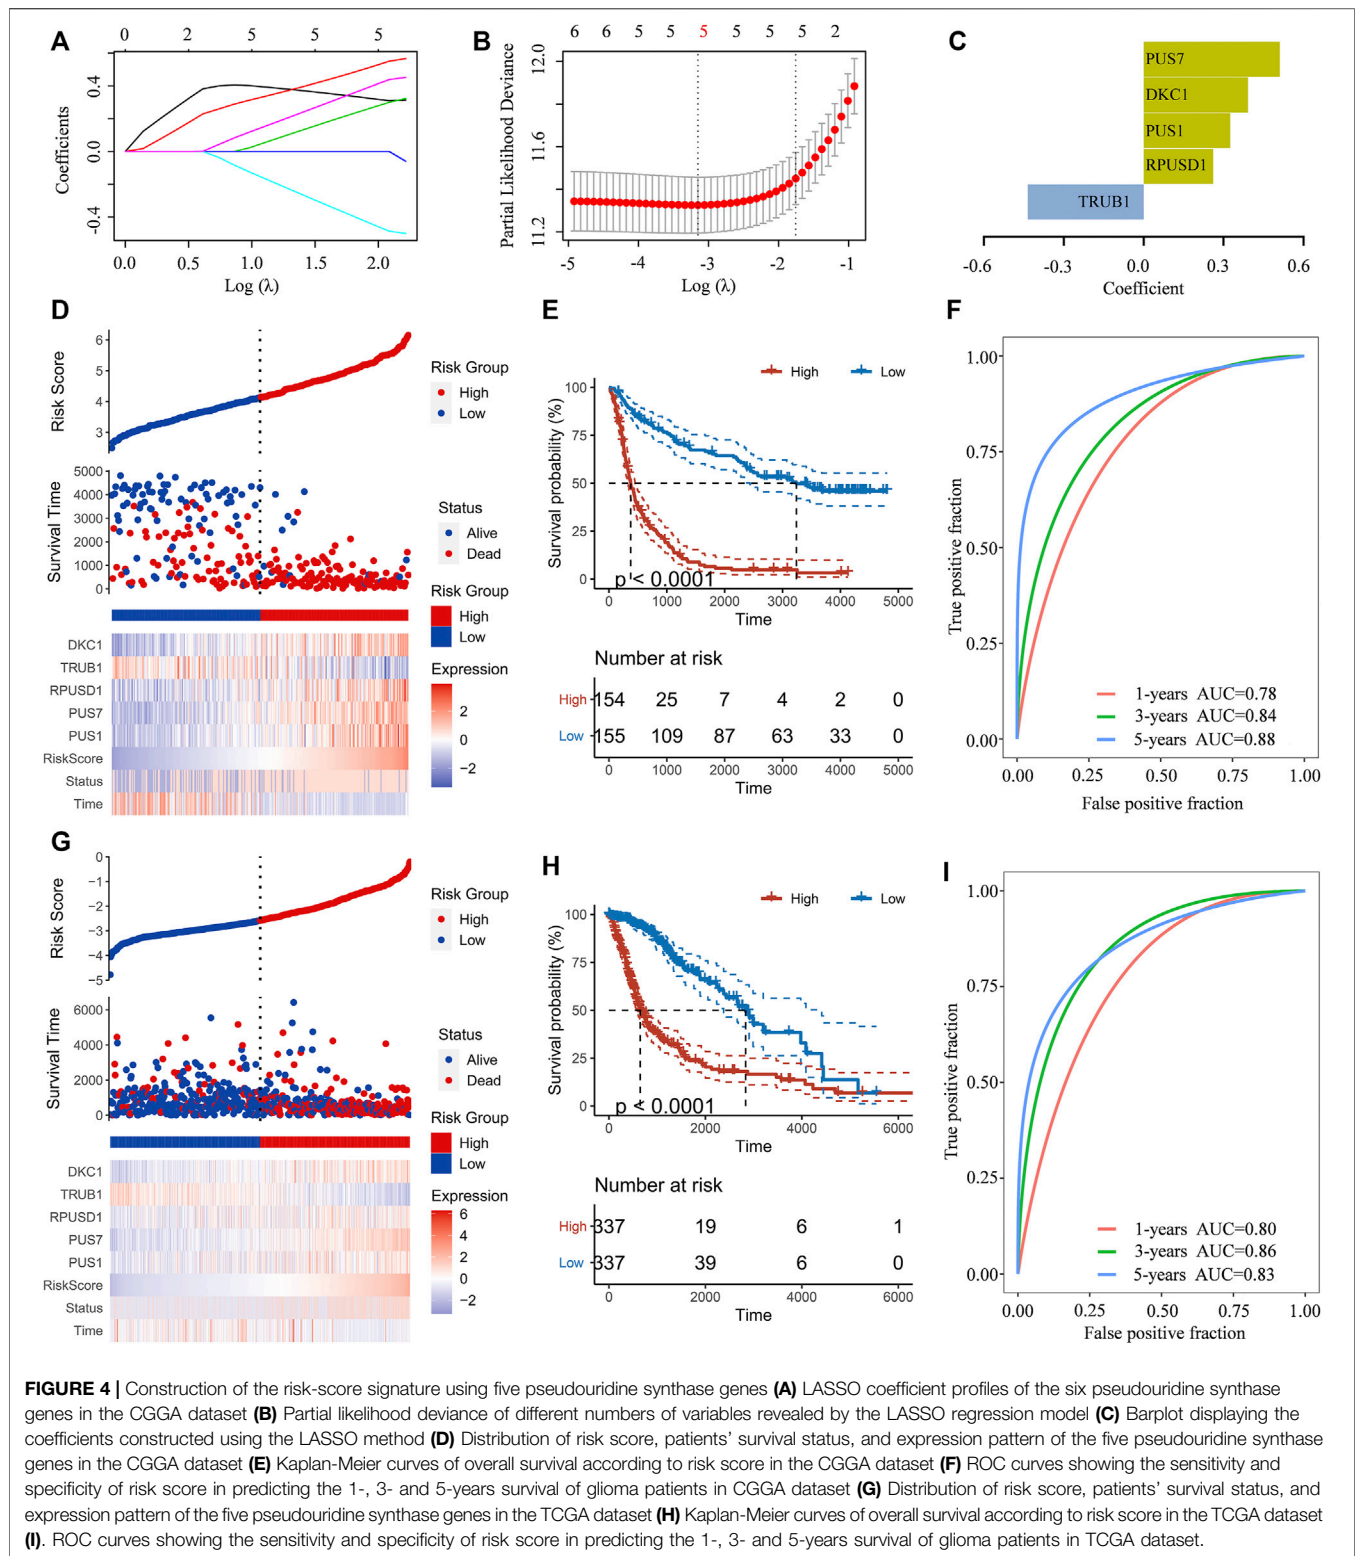 A
0 2 5 5 5
Coefficients
0.4
0.0
-0.4
0.0 0.5 1.0 1.5 2.0
Log (λ)
B
6 6 5 5 5 5 5 5 2
Partial Likelihood Deviance
12.0
11.6
11.2
-5 -4 -3 -2 -1
Log (λ)
C
PUS7
DKC1
PUS1
RPUSD1
TRUB1
-0.6 -0.3 0.0 0.3 0.6
Coefficient
D
Risk Score
6
5
4
3
Risk Group
High
Low
Survival Time
5000
4000
3000
2000
1000
0
Status
Alive
Dead
Risk Group
High
Low
DKC1
TRUB1
RPUSD1
PUS7
PUS1
RiskScore
Status
Time
Expression
2
0
−2
E
High Low
Survival probability (%)
100
75
50
25
0
p < 0.0001
0 1000 2000 3000 4000 5000
Time
Number at risk
High 154 25 7 4 2 0
Low 155 109 87 63 33 0
0 1000 2000 3000 4000 5000
Time
F
True positive fraction
1.00
0.75
0.50
0.25
0.00
1-years AUC=0.78
3-years AUC=0.84
5-years AUC=0.88
0.00 0.25 0.50 0.75 1.00
False positive fraction
G
Risk Score
0
−1
−2
−3
−4
−5
Risk Group
High
Low
Survival Time
6000
4000
2000
0
Status
Alive
Dead
Risk Group
High
Low
DKC1
TRUB1
RPUSD1
PUS7
PUS1
RiskScore
Status
Time
Expression
6
4
2
0
−2
H
High Low
Survival probability (%)
100
75
50
25
0
p < 0.0001
0 2000 4000 6000
Time
Number at risk
High 337 19 6 1
Low 337 39 6 0
0 2000 4000 6000
Time
I
True positive fraction
1.00
0.75
0.50
0.25
0.00
1-years AUC=0.80
3-years AUC=0.86
5-years AUC=0.83
0.00 0.25 0.50 0.75 1.00
False positive fraction
FIGURE 4 | Construction of the risk-score signature using five pseudouridine synthase genes (A) LASSO coefficient profiles of the six pseudouridine synthase
genes in the CGGA dataset (B) Partial likelihood deviance of different numbers of variables revealed by the LASSO regression model (C) Barplot displaying the
coefficients constructed using the LASSO method (D) Distribution of risk score, patients' survival status, and expression pattern of the five pseudouridine synthase
genes in the CGGA dataset (E) Kaplan-Meier curves of overall survival according to risk score in the CGGA dataset (F) ROC curves showing the sensitivity and
specificity of risk score in predicting the 1-, 3- and 5-years survival of glioma patients in CGGA dataset (G) Distribution of risk score, patients' survival status, and
expression pattern of the five pseudouridine synthase genes in the TCGA dataset (H) Kaplan-Meier curves of overall survival according to risk score in the TCGA dataset
(I). ROC curves showing the sensitivity and specificity of risk score in predicting the 1-, 3- and 5-years survival of glioma patients in TCGA dataset.